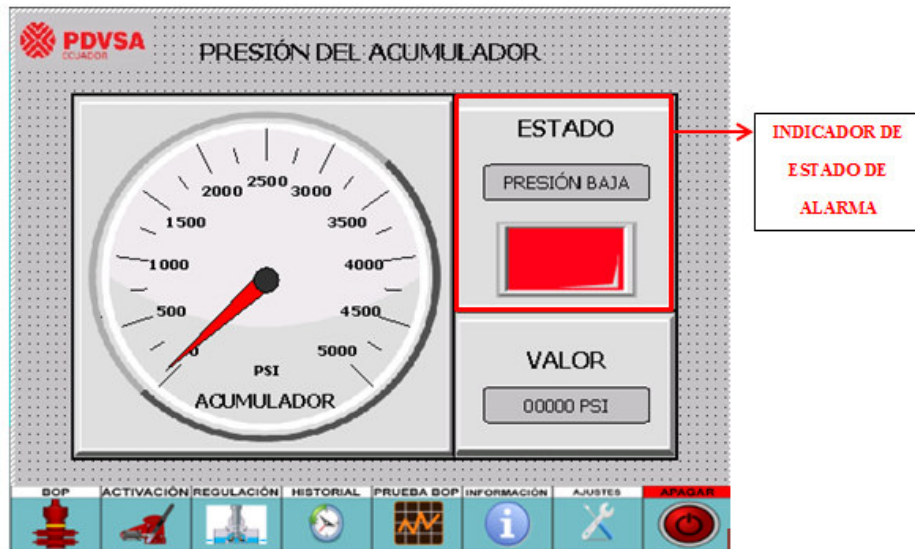 PDVSA
ECUADOR
PRESIÓN DEL ACUMULADOR
0
500
1000
1500
2000
2500
3000
3500
4000
4500
5000
PSI
ACUMULADOR
ESTADO
PRESIÓN BAJA
VALOR
00000 PSI
INDICADOR DE
ESTADO DE
ALARMA
BOP
ACTIVACIÓN
REGULACIÓN
HISTORIAL
PRUEBA BOP
INFORMACIÓN
AJUSTES
APAGAR